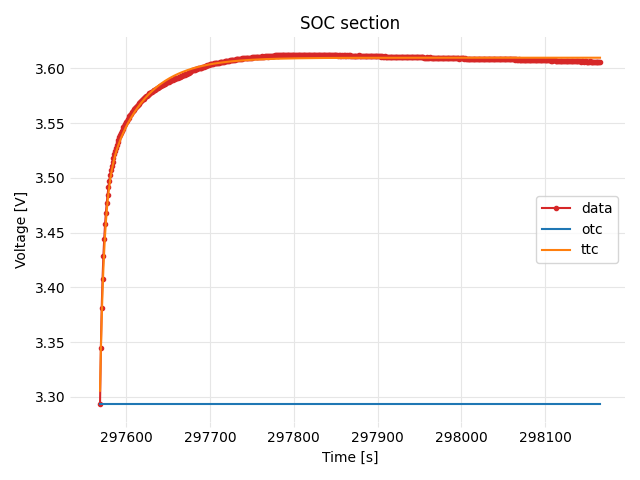 SOC section
3.60
3.55
3.50
3.45
3.40
3.35
3.30
Voltage [V]
data
otc
ttc
297600 297700 297800 297900 298000 298100
Time [s]